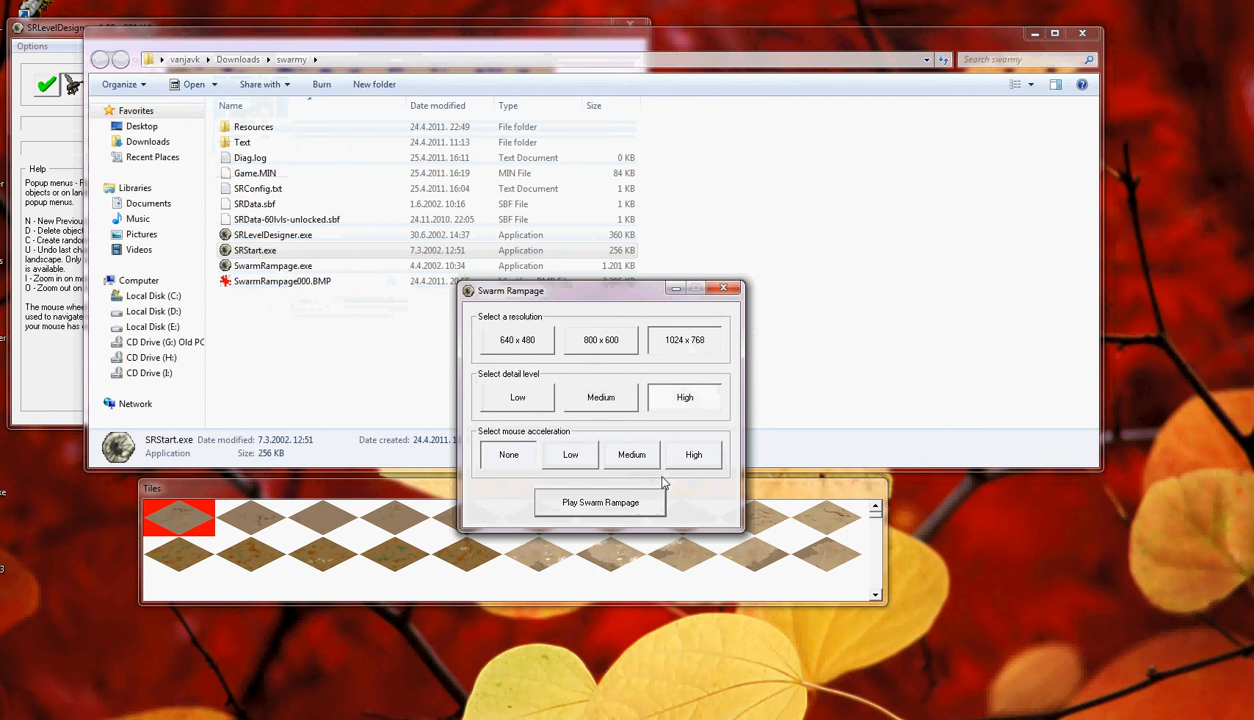 SRLevelDesigner
Options
vanjavk
Downloads
swarmy
Search swarmy
Organize
Open
Share with
Burn
New folder
Favorites
Desktop
Downloads
Recent Places
Libraries
Documents
Music
Pictures
Videos
Computer
Local Disk (C:)
Local Disk (D:)
Local Disk (E:)
CD Drive (G:) Old PC
CD Drive (H:)
CD Drive (I:)
Network
Name Date modified Type Size
Resources 24.4.2011. 22:49 File folder
Text 24.4.2011. 11:13 File folder
Diag.log 25.4.2011. 16:11 Text Document 0 KB
Game.MIN 25.4.2011. 16:19 MIN File 84 KB
SRConfig.txt 25.4.2011. 16:04 Text Document 1 KB
SRData.sbf 1.6.2002. 10:16 SBF File 1 KB
SRData-60lvls-unlocked.sbf 24.11.2010. 22:05 SBF File 1 KB
SRLevelDesigner.exe 30.6.2002. 14:37 Application 360 KB
SRStart.exe 7.3.2002. 12:51 Application 256 KB
SwarmRampage.exe 4.4.2002. 10:34 Application 1.201 KB
SwarmRampage000.BMP 24.4.2011.
Help
Popup menus -
objects or on
popup menus.
N - New Previou
D - Delete objec
C - Create rando
U - Undo last cha
landscape. Only
is available.
I - Zoom in on m
O - Zoom out on
The mouse whee
used to navigate
your mouse has
Swarm Rampage
Select a resolution
640 x 480 800 x 600 1024 x 768
Select detail level
Low Medium High
Select mouse acceleration
None Low Medium High
Play Swarm Rampage
SRStart.exe Date modified: 7.3.2002. 12:51 Date created: 24.4.2011.
Application Size: 256 KB
Tiles